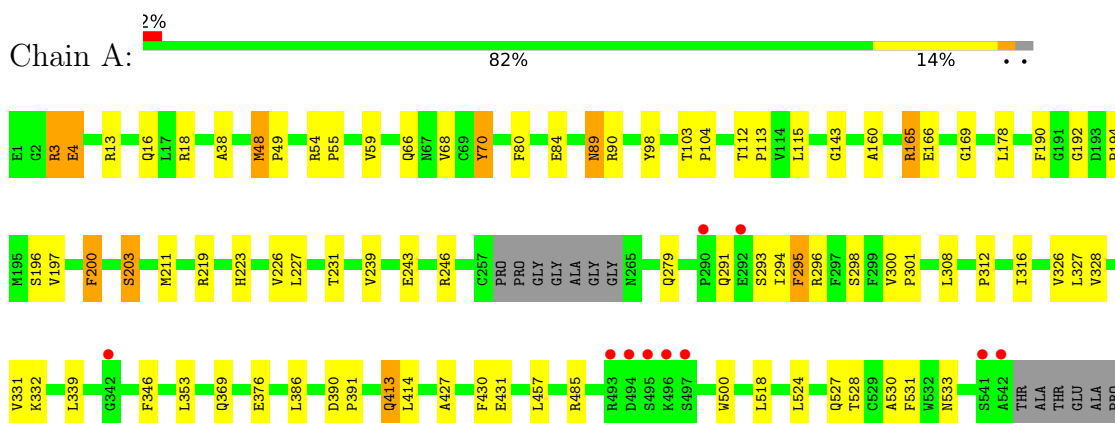 2%
Chain A:
82% 14% • •
E1 G2 R3 E4 R13 Q16 L17 R18 A38 M48 P49 R54 P55 V59 Q66 N67 V68 C69 Y70 F80 E84 N89 R90 Y98 T103 P104 T112 P113 V114 L115 G143 A160 R165 E166 G169 L178 F190 G191 G192 D193
M195 S196 V197 F200 S203 M211 R219 H223 V226 L227 T231 V239 E243 R246 C257 PRO PRO GLY ALA GLY GLY N265 Q279 P290 Q291 E292 S293 I294 F295 R296 F297 S298 F299 V300 P301 L308 P312 I316 V326 L327 V328
V331 K332 L339 G342 F346 L353 Q369 E376 L386 D390 P391 Q413 L414 A427 F430 E431 L457 R485 R493 D494 S495 K496 S497 W500 L518 L524 Q527 T528 C529 A530 F531 W532 N533 S541 A542 THR ALA THR GLU ALA PRO